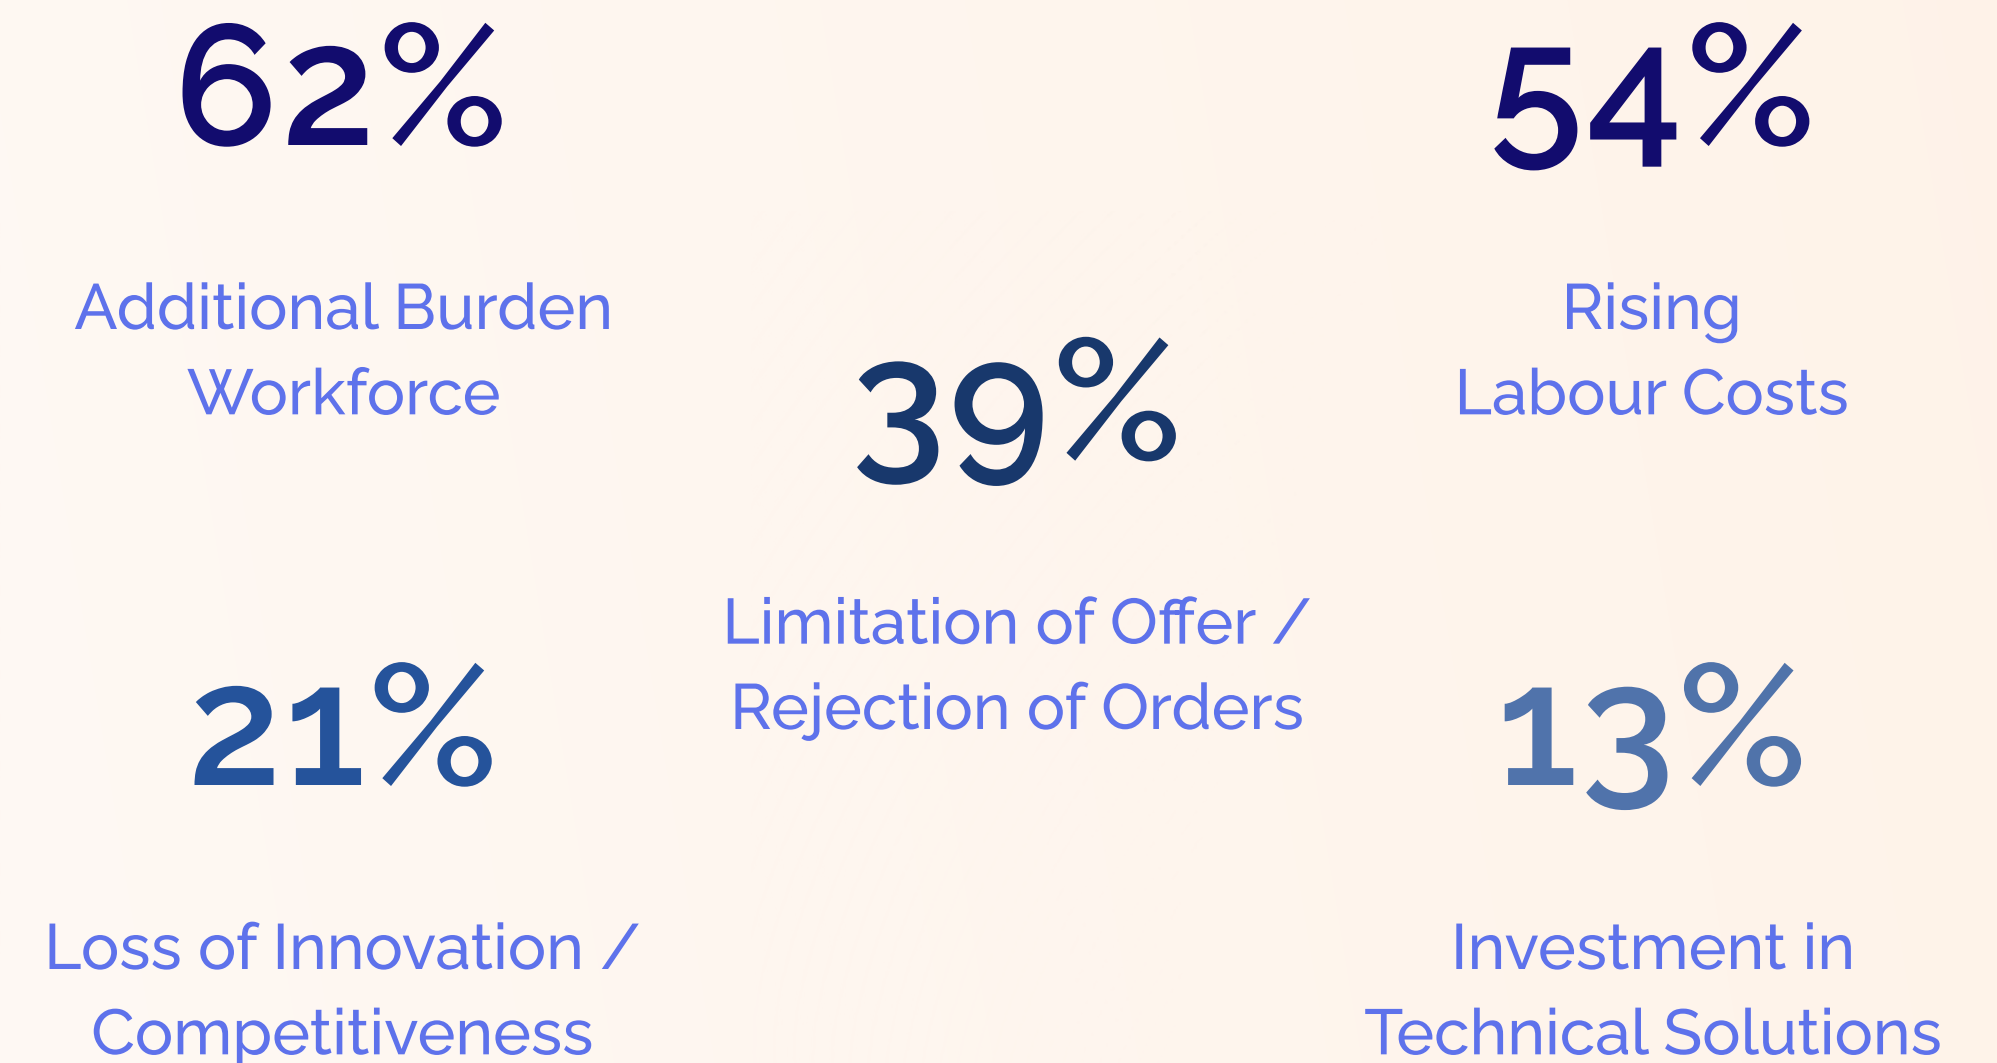 62%
Additional Burden
Workforce
54%
Rising
Labour Costs
39%
Limitation of Offer /
Rejection of Orders
21%
Loss of Innovation /
Competitiveness
13%
Investment in
Technical Solutions